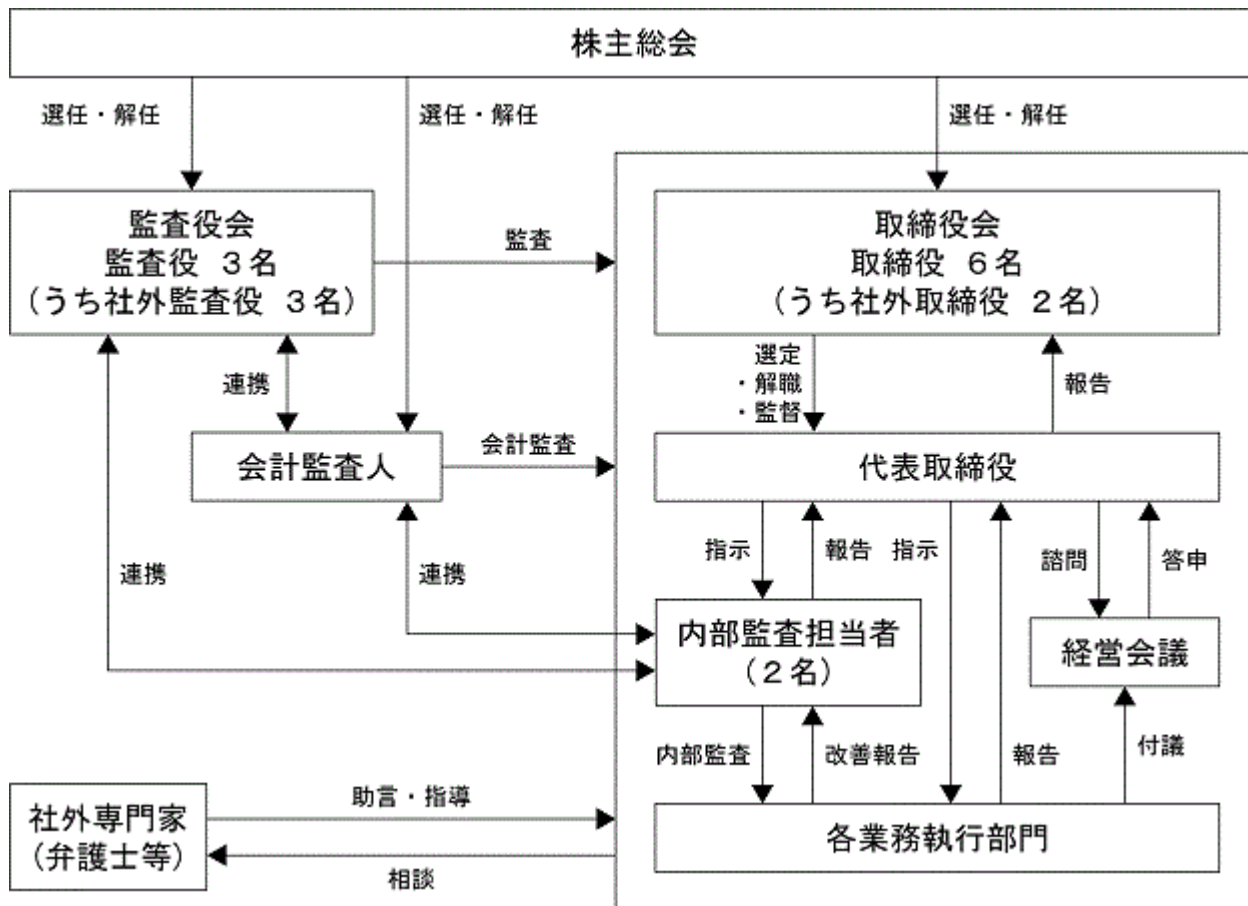 株主総会
選任・解任
選任・解任
選任・解任
監査役会
監査役 3名
(うち社外監査役 3名)
監査
取締役会
取締役 6名
(うち社外取締役 2名)
連携
選定
・解職
・監督
報告
会計監査人
会計監査
代表取締役
連携
連携
指示
報告
指示
諮問
答申
内部監査担当者
(2名)
経営会議
内部監査
改善報告
報告
付議
社外専門家
(弁護士等)
助言・指導
相談
各業務執行部門